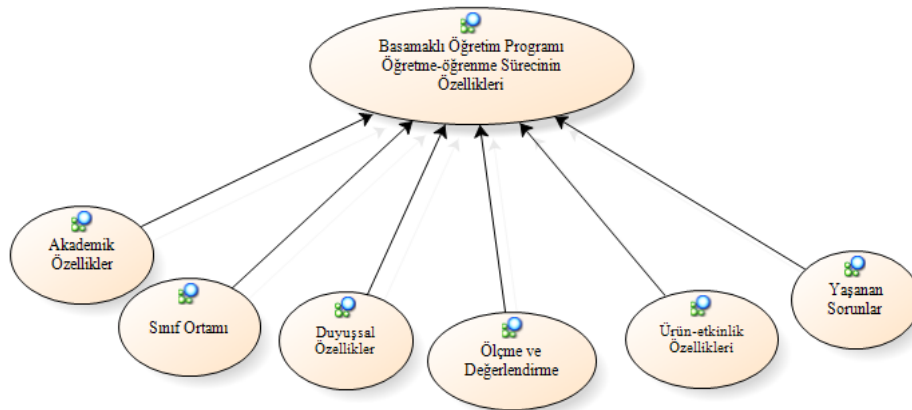 Basamaklı Öğretim Programı
Öğretme-öğrenme Sürecinin
Özellikleri
Akademik
Özellikler
Sınıf Ortamı
Duyuşsal
Özellikler
Ölçme ve
Değerlendirme
Ürün-etkinlik
Özellikleri
Yaşanan
Sorunlar